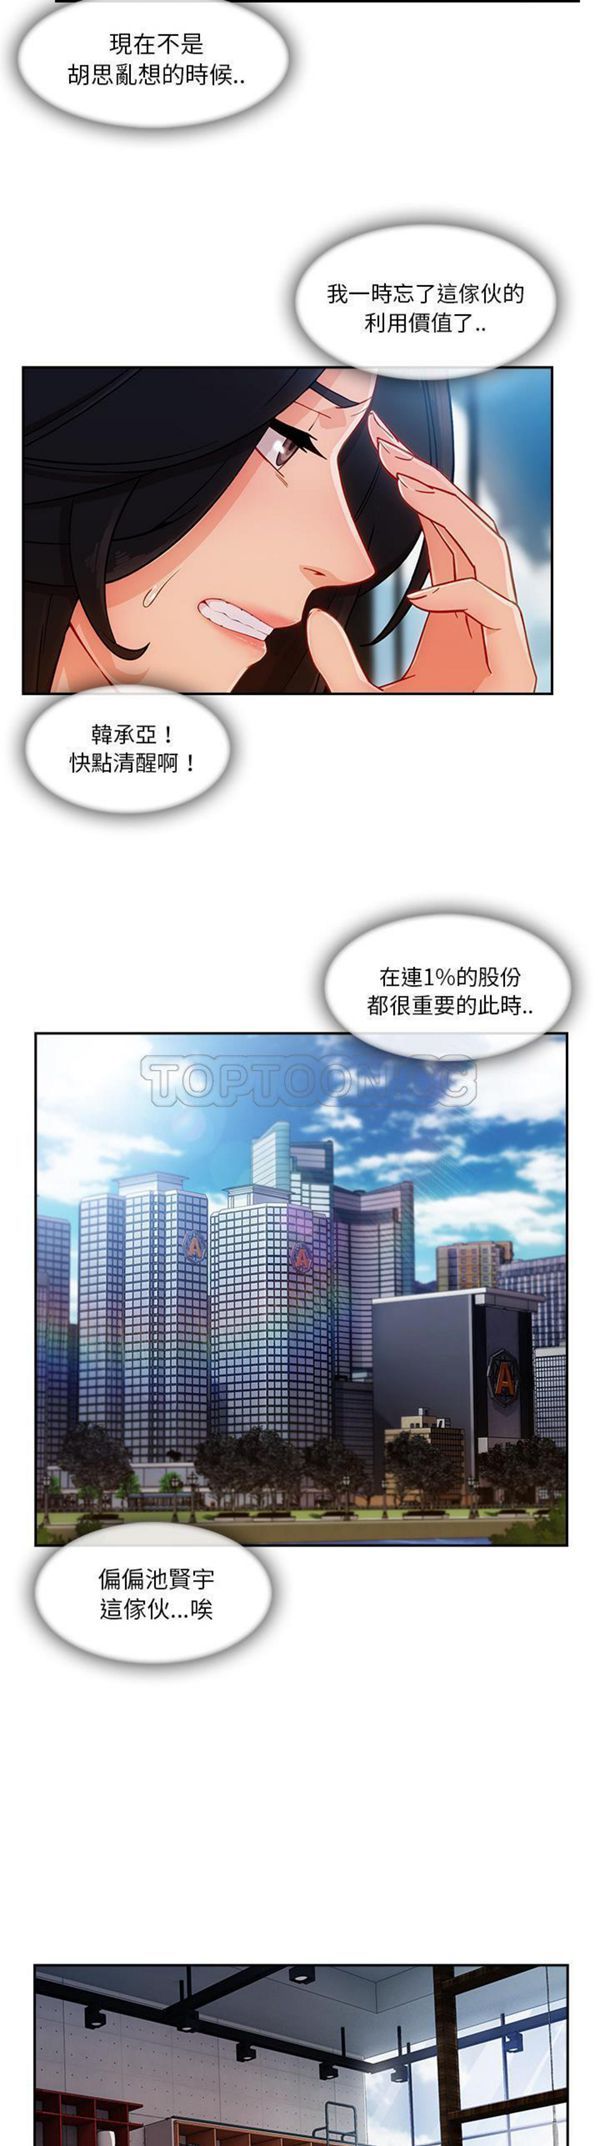 現在不是
胡思亂想的時候..
我一時忘了這傢伙的
利用價值了..
韓承亞！
快點清醒啊！
在連1%的股份
都很重要的此時..
A
A
A
偏偏池賢宇
這傢伙...唉